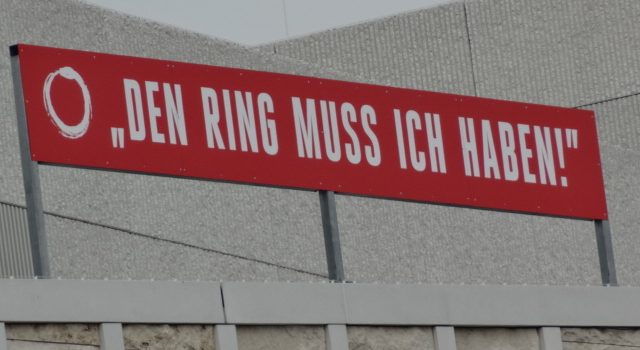 „DEN RING MUSS ICH HABEN!”